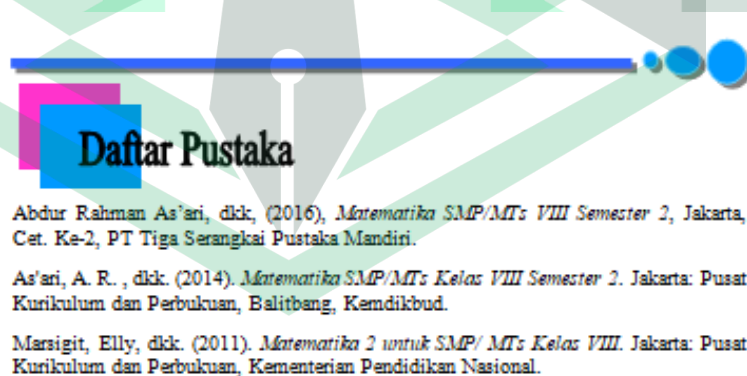 Daftar Pustaka
Abdur Rahman As'ari, dkk, (2016), Matematika SMP/MTs VIII Semester 2, Jakarta,
Cet. Ke-2, PT Tiga Serangkai Pustaka Mandiri.
As'ari, A. R. , dkk. (2014). Matematika SMP/MTs Kelas VIII Semester 2. Jakarta: Pusat
Kurikulum dan Perbukuan, Balitbang, Kemdikbud.
Marsigit, Elly, dkk. (2011). Matematika 2 untuk SMP/ MTs Kelas VIII. Jakarta: Pusat
Kurikulum dan Perbukuan, Kementerian Pendidikan Nasional.